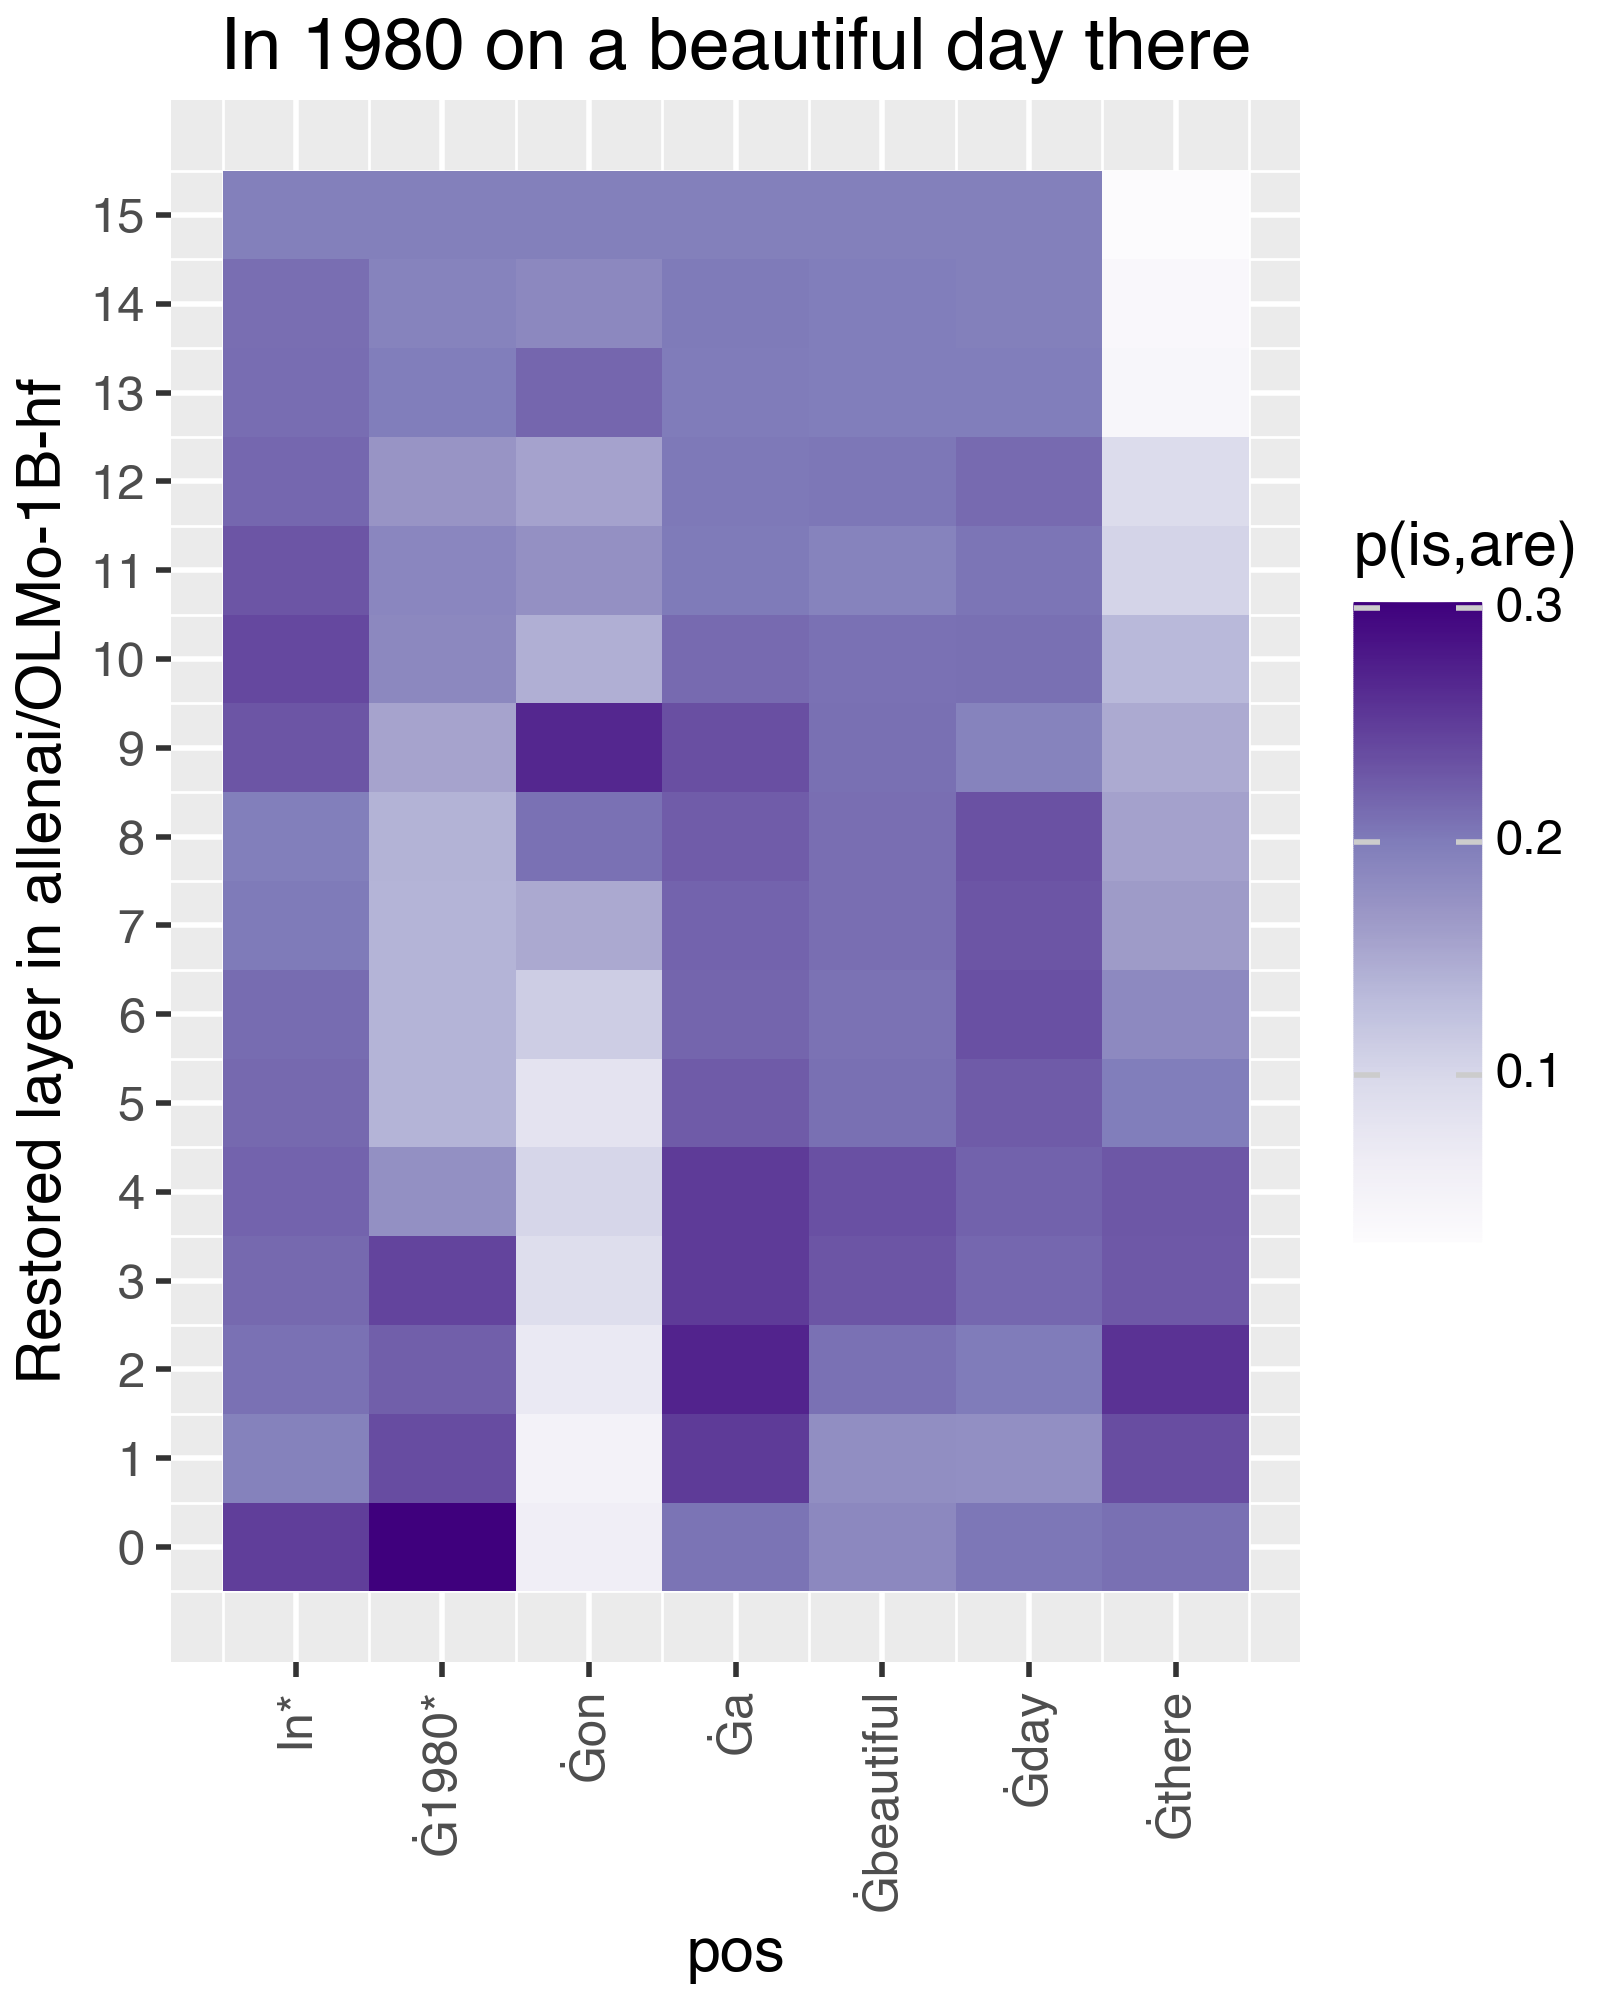 In 1980 on a beautiful day there
Restored layer in allenai/OLMo-1B-hf
15
14
13
12
11
10
9
8
7
6
5
4
3
2
1
0
In*
Ġ1980*
Ġon
Ġa
Ġbeautiful
Ġday
Ġthere
pos
p(is,are)
0.3
0.2
0.1